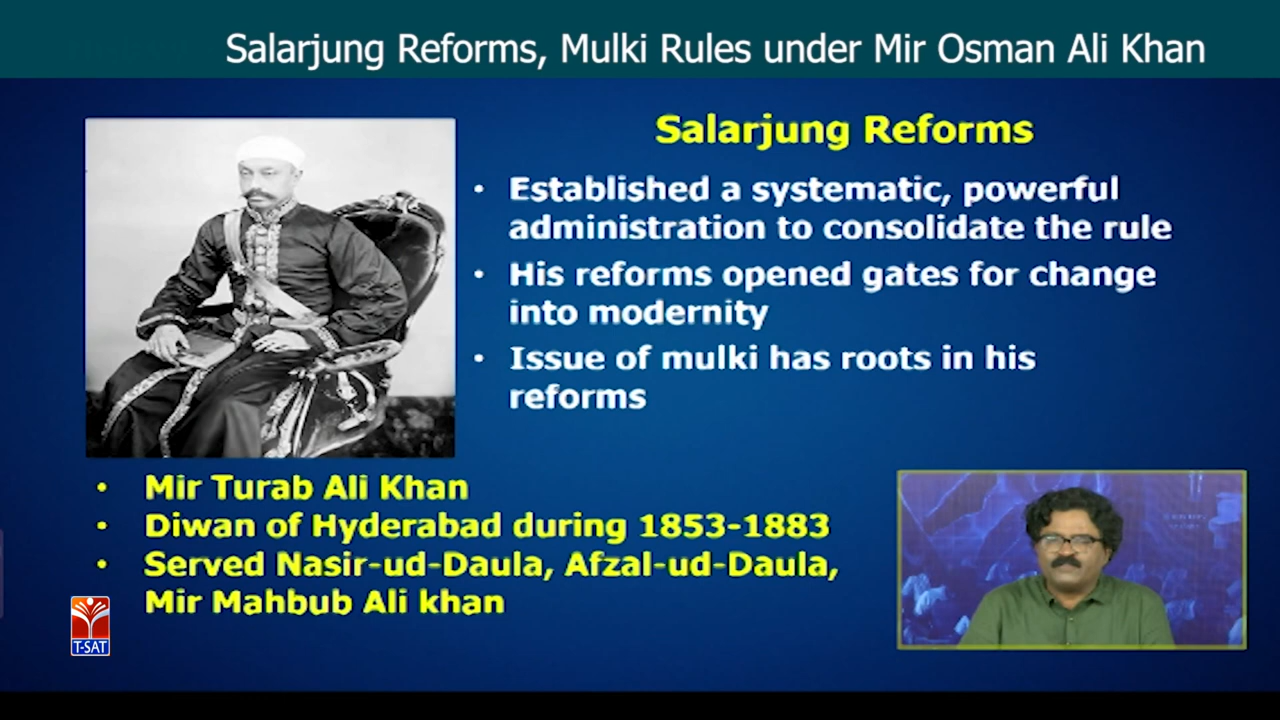 Salarjung Reforms, Mulki Rules under Mir Osman Ali Khan
Salarjung Reforms
• Established a systematic, powerful
administration to consolidate the rule
• His reforms opened gates for change
into modernity
• Issue of mulki has roots in his
reforms
• Mir Turab Ali Khan
• Diwan of Hyderabad during 1853-1883
• Served Nasir-ud-Daula, Afzal-ud-Daula,
Mir Mahbub Ali khan
T-SAT